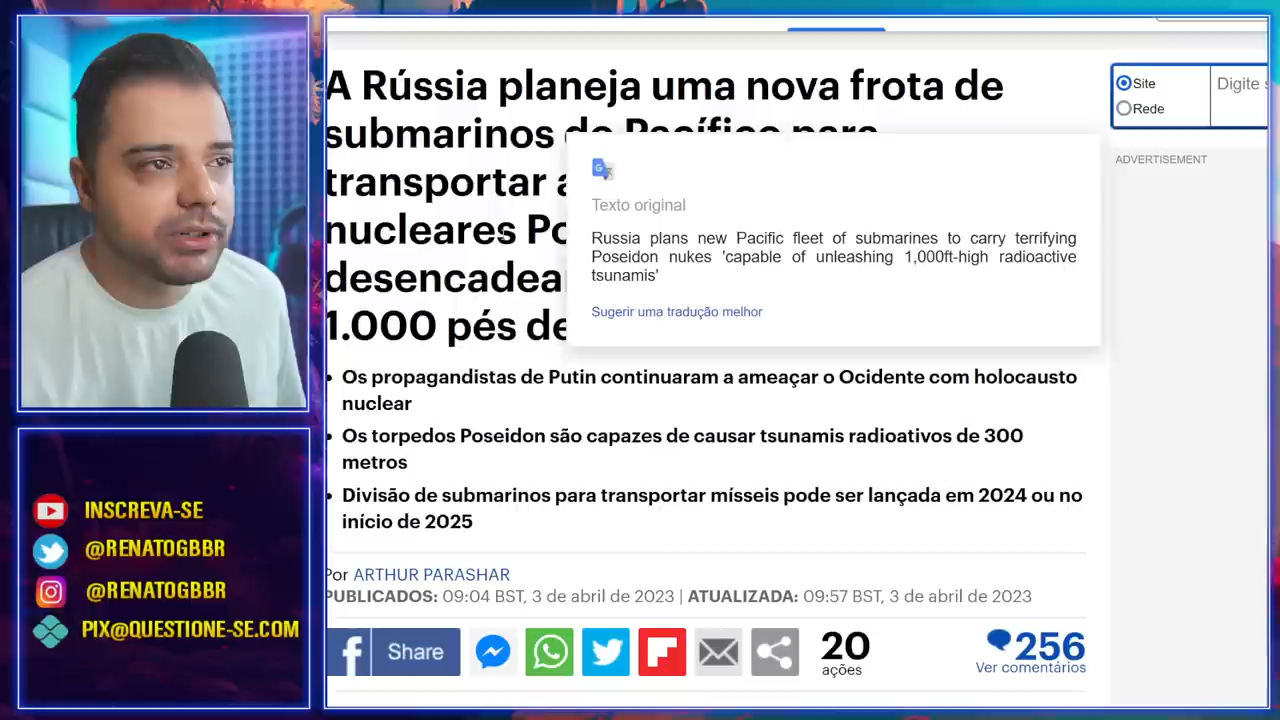 A Rússia planeja uma nova frota de
submarinos do Pacífico para
transportar
nucleares
1.000 pés
Texto original
Russia plans new Pacific fleet of submarines to carry terrifying
Poseidon nukes 'capable of unleashing 1,000ft-high radioactive
tsunamis'
Sugerir uma tradução melhor
• Os propagandistas de Putin continuaram a ameaçar o Ocidente com holocausto
nuclear
• Os torpedos Poseidon são capazes de causar tsunamis radioativos de 300
metros
• Divisão de submarinos para transportar mísseis pode ser lançada em 2024 ou no
início de 2025
Por ARTHUR PARASHAR
PUBLICADOS: 09:04 BST, 3 de abril de 2023 | ATUALIZADA: 09:57 BST, 3 de abril de 2023
Share
20
ações
256
Ver comentários
Site
Rede
Digite
ADVERTISEMENT
INSCREVA-SE
@RENATOGBBR
@RENATOGBBR
PIX@QUESTIONE-SE.COM